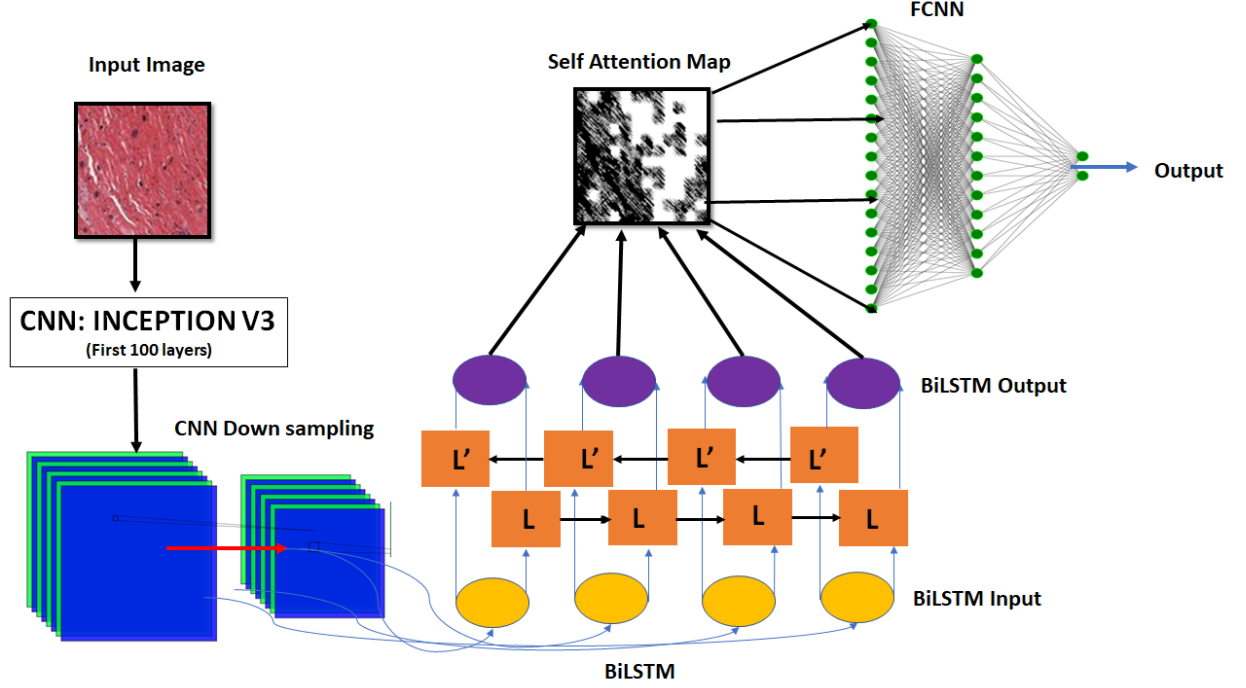 FCNN
Input Image
Self Attention Map
Output
CNN: INCEPTION V3
(First 100 layers)
CNN Down sampling
BiLSTM Output
L’ L’ L’ L’
L L L L
BiLSTM Input
BiLSTM